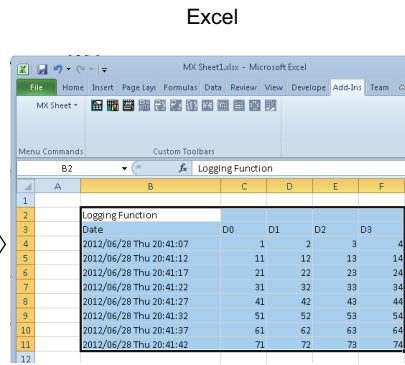 Excel
MX Sheet1.xlsx - Microsoft Excel
File Home Insert Page Layo Formulas Data Review View Develope Add-Ins Team
MX Sheet
Menu Commands Custom Toolbars
B2 fx Logging Function
A B C D E F
1
2 Logging Function
3 Date D0 D1 D2 D3
4 2012/06/28 Thu 20:41:07 1 2 3 4
5 2012/06/28 Thu 20:41:12 11 12 13 14
6 2012/06/28 Thu 20:41:17 21 22 23 24
7 2012/06/28 Thu 20:41:22 31 32 33 34
8 2012/06/28 Thu 20:41:27 41 42 43 44
9 2012/06/28 Thu 20:41:32 51 52 53 54
10 2012/06/28 Thu 20:41:37 61 62 63 64
11 2012/06/28 Thu 20:41:42 71 72 73 74
12